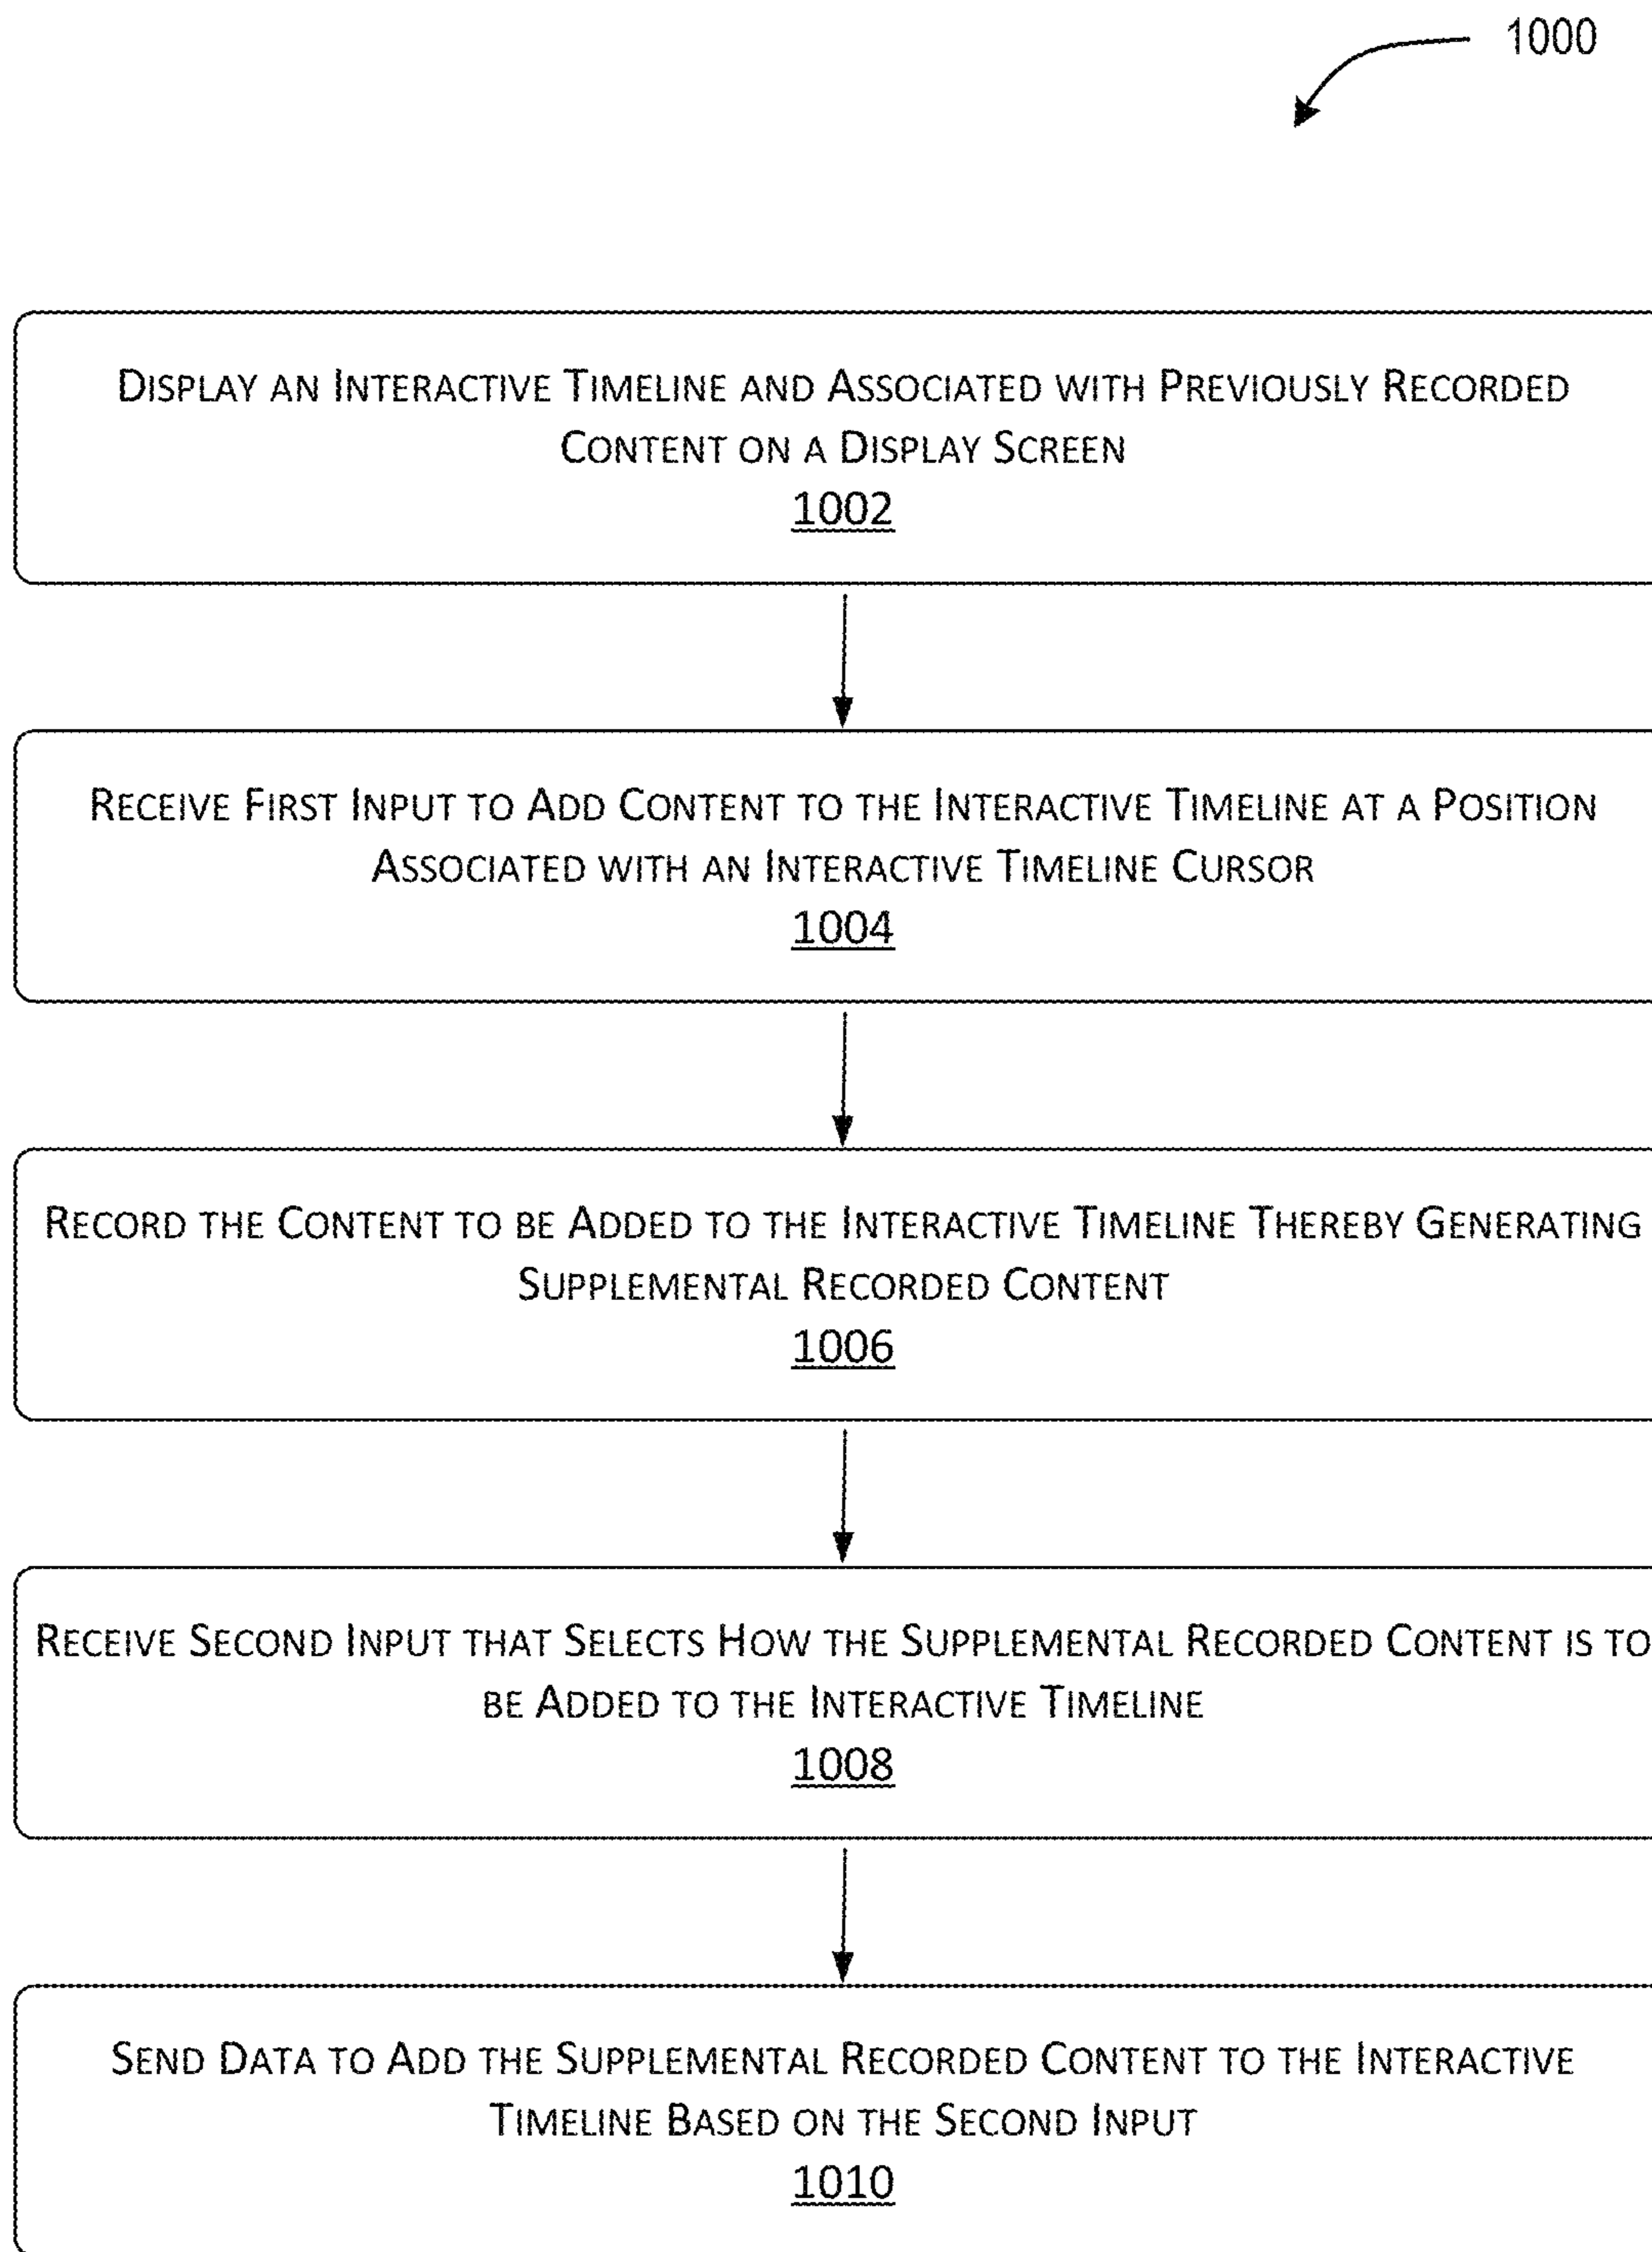 1000
Display an Interactive Timeline and Associated with Previously Recorded
Content on a Display Screen
1002
Receive First Input to Add Content to the Interactive Timeline at a Position
Associated with an Interactive Timeline Cursor
1004
Record the Content to be Added to the Interactive Timeline Thereby Generating
Supplemental Recorded Content
1006
Receive Second Input that Selects How the Supplemental Recorded Content is to
be Added to the Interactive Timeline
1008
Send Data to Add the Supplemental Recorded Content to the Interactive
Timeline Based on the Second Input
1010